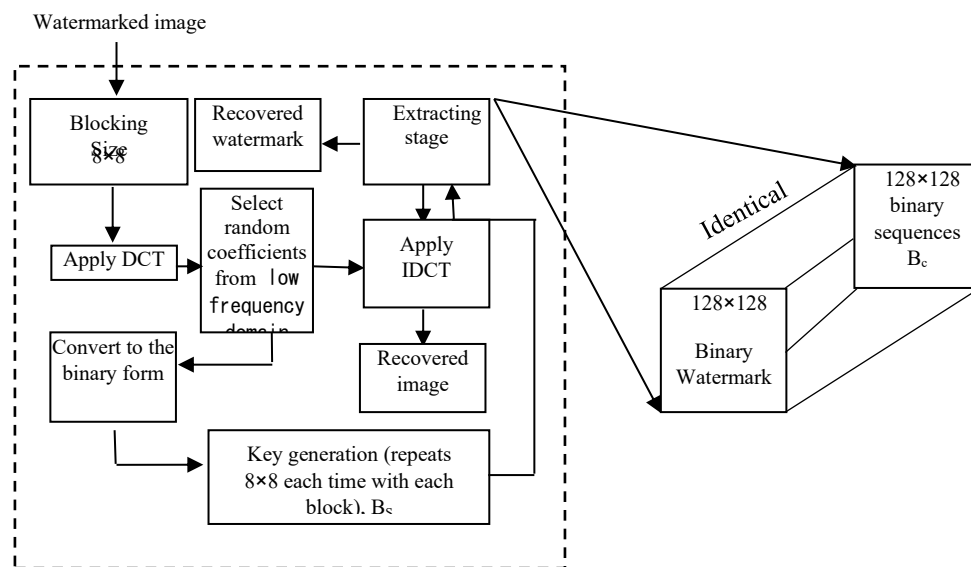 Watermarked image
Blocking
Size
8×8
Recovered
watermark
Extracting
stage
Apply DCT
Select
random
coefficients
from low
frequency
domain
Apply
IDCT
Convert to the
binary form
Recovered
image
Key generation (repeats
8×8 each time with each
block), Bs
Identical
128×128
binary
sequences
Bc
128×128
Binary
Watermark